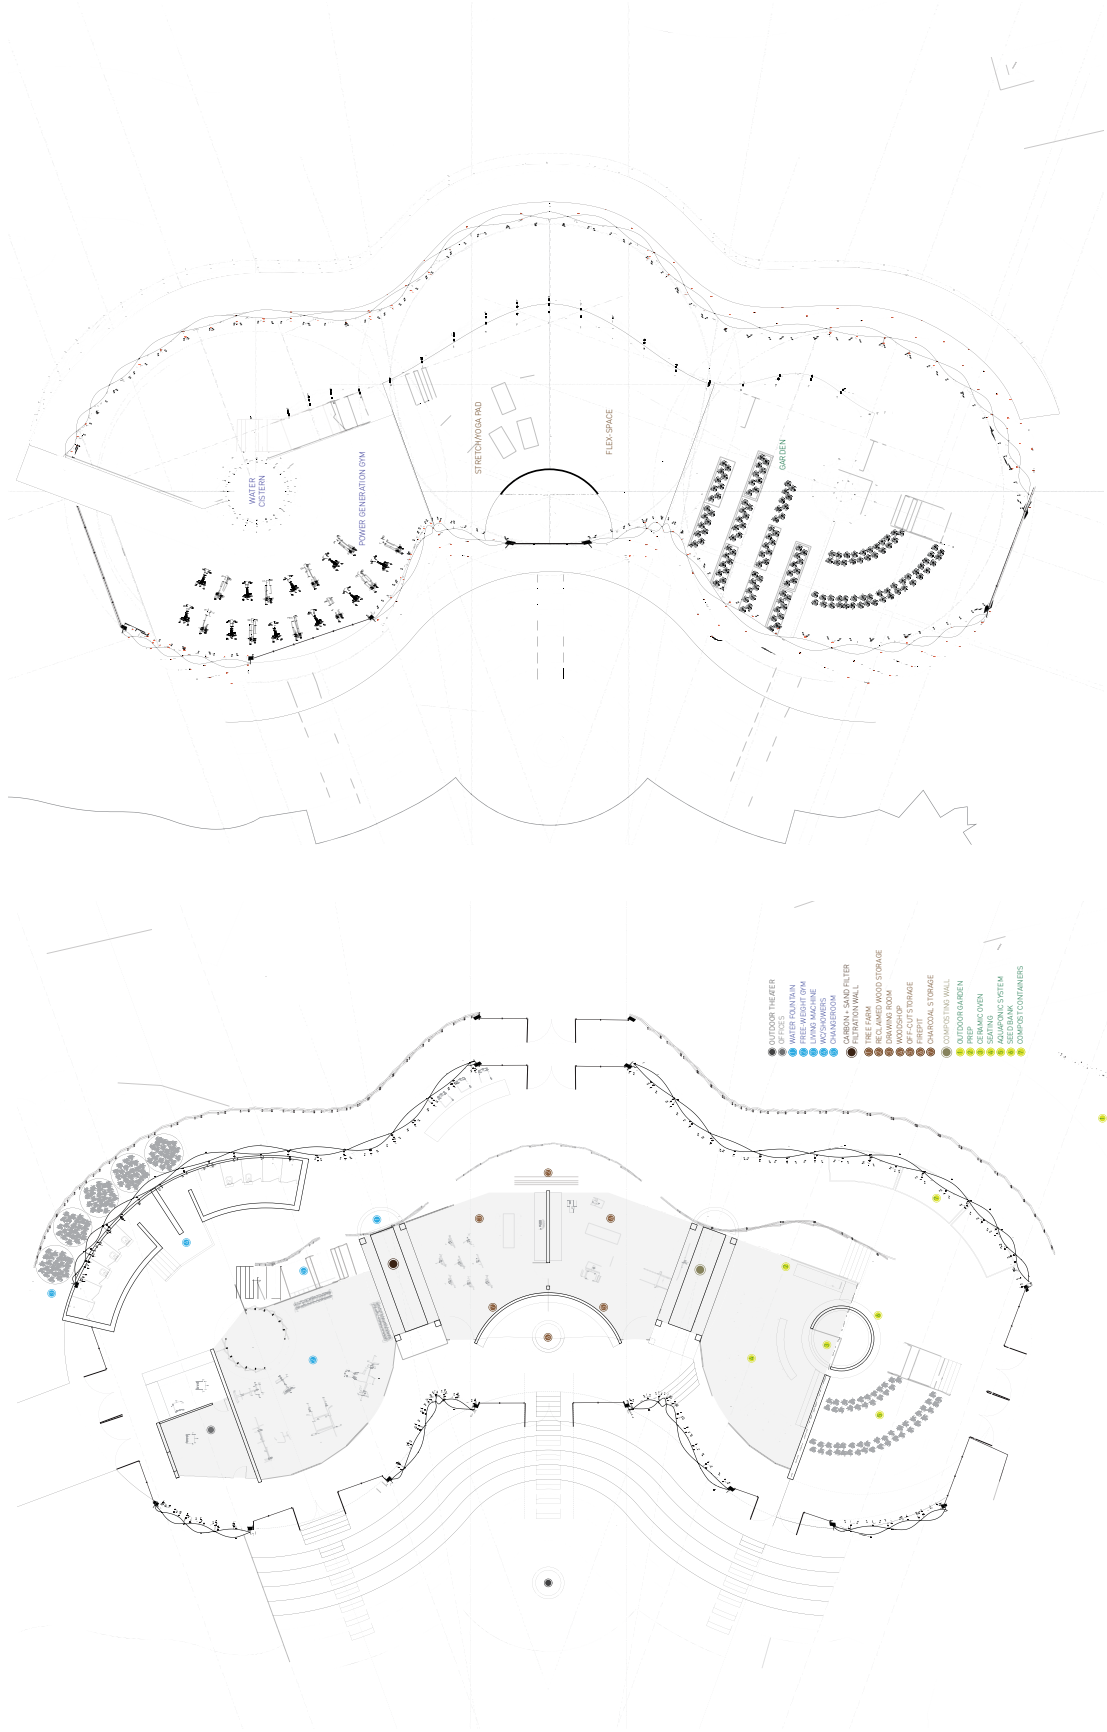 WATER
CISTERN
POWER GENERATION GYM
STRETCH/YOGA PAD
FLEX-SPACE
GARDEN
OUTDOOR THEATER
OFFICES
WATER FOUNTAIN
FREE-WEIGHT GYM
LIVING MACHINE
WC/SHOWERS
CHANGEROOM
CARBON + SAND FILTER
FILTRATION WALL
TREE FARM
RECLAIMED WOOD STORAGE
DRAWING ROOM
WOODSHOP
OFF-CUT STORAGE
FIREPIT
CHARCOAL STORAGE
COMPOSTING WALL
OUTDOOR GARDEN
PREP
CERAMIC OVEN
SEATING
AQUAPONIC SYSTEM
SEED BANK
COMPOST CONTAINERS